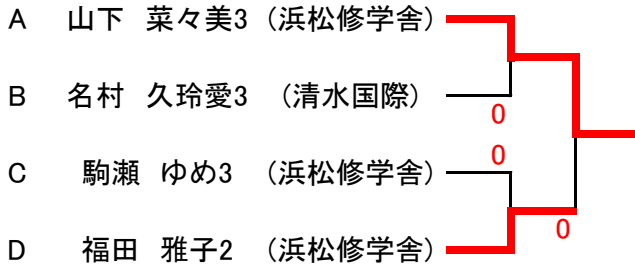 A 山下 菜々美3 (浜松修学舎)
B 名村 久玲愛3 (清水国際)
0
0
C 駒瀬 ゆめ3 (浜松修学舎)
0
D 福田 雅子2 (浜松修学舎)